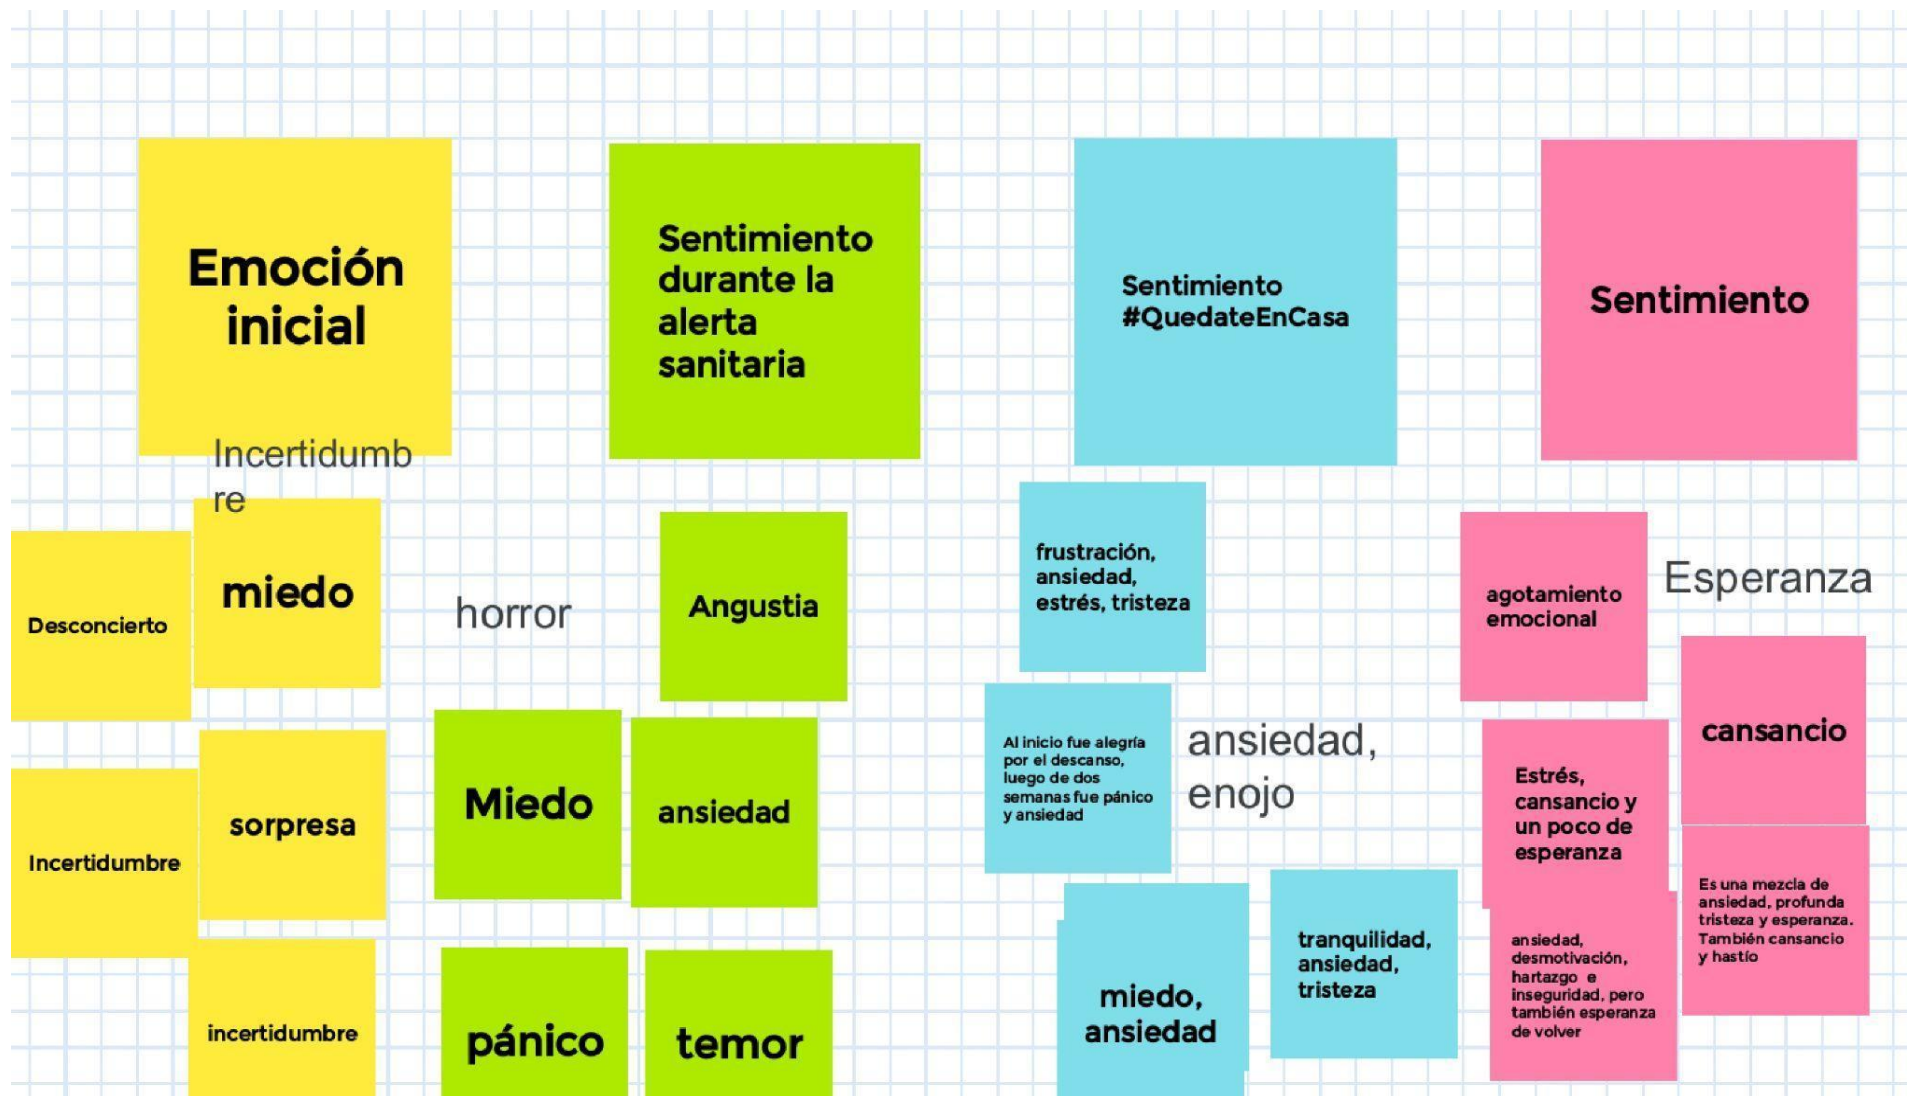 Emoción
inicial
Incertidumb
re
miedo
Desconcierto
sorpresa
Incertidumbre
incertidumbre
Sentimiento
durante la
alerta
sanitaria
horror
Angustia
Miedo
ansiedad
pánico
temor
Sentimiento
#QuedateEnCasa
frustración,
ansiedad,
estrés, tristeza
Al inicio fue alegría
por el descanso,
luego de dos
semanas fue pánico
y ansiedad
ansiedad,
enojo
miedo,
ansiedad
tranquilidad,
ansiedad,
tristeza
Sentimiento
agotamiento
emocional
Esperanza
cansancio
Estrés,
cansancio y
un poco de
esperanza
Es una mezcla de
ansiedad, profunda
tristeza y esperanza.
También cansancio
y hastío
ansiedad,
desmotivación,
hartazgo e
inseguridad, pero
también esperanza
de volver